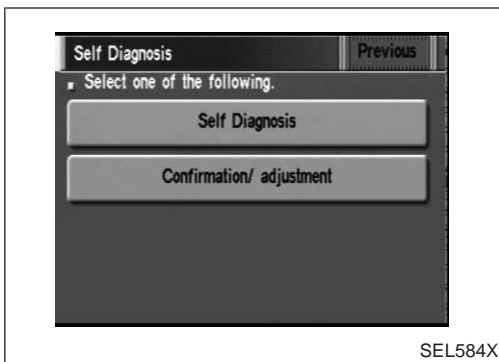 Self Diagnosis Previous
Select one of the following.
Self Diagnosis
Confirmation/ adjustment
SEL584X